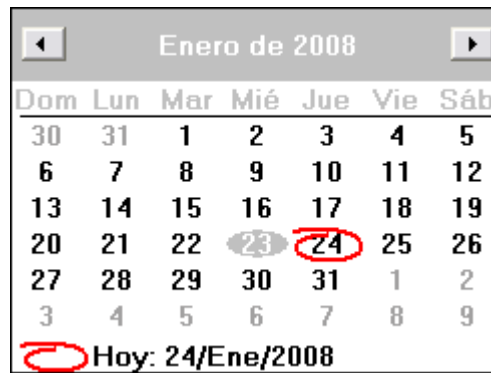 Enero de 2008
Dom Lun Mar Mié Jue Vie Sáb
30 31 1 2 3 4 5
6 7 8 9 10 11 12
13 14 15 16 17 18 19
20 21 22 23 24 25 26
27 28 29 30 31 1 2
3 4 5 6 7 8 9
Hoy: 24/Ene/2008